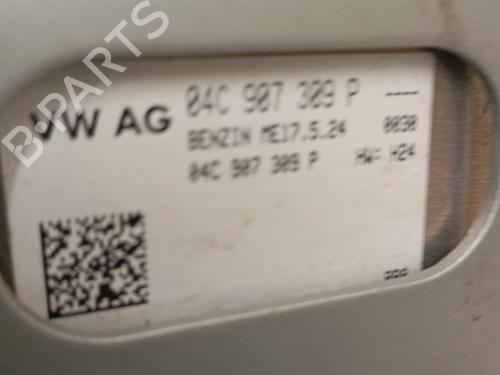 VW AG 04C 907 309 P ----
BENZIN ME17.5.24 0030
04C 907 309 P HW: H24
B-PARTS